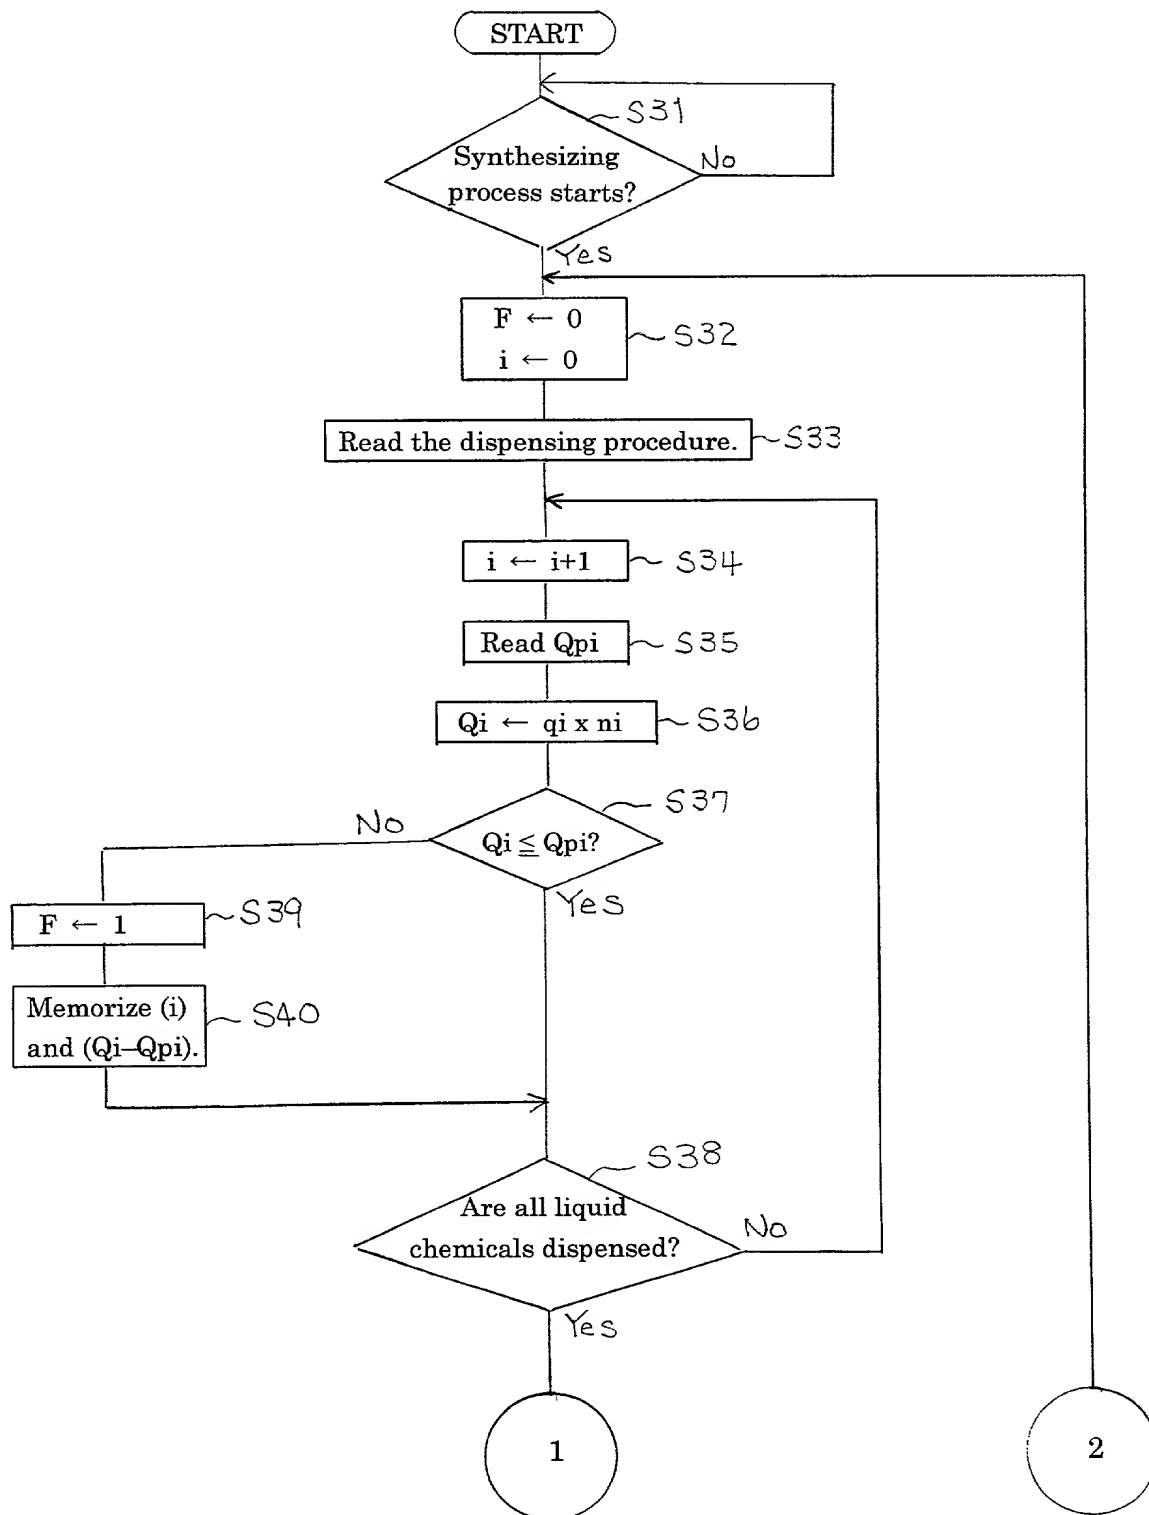 START
S31
Synthesizing
process starts?
No
Yes
F ← 0
i ← 0
S32
Read the dispensing procedure.
S33
i ← i+1
S34
Read Qpi
S35
Qi ← qi x ni
S36
S37
No
Qi ≦ Qpi?
Yes
F ← 1
S39
Memorize (i)
and (Qi–Qpi).
S40
S38
Are all liquid
chemicals dispensed?
No
Yes
1
2